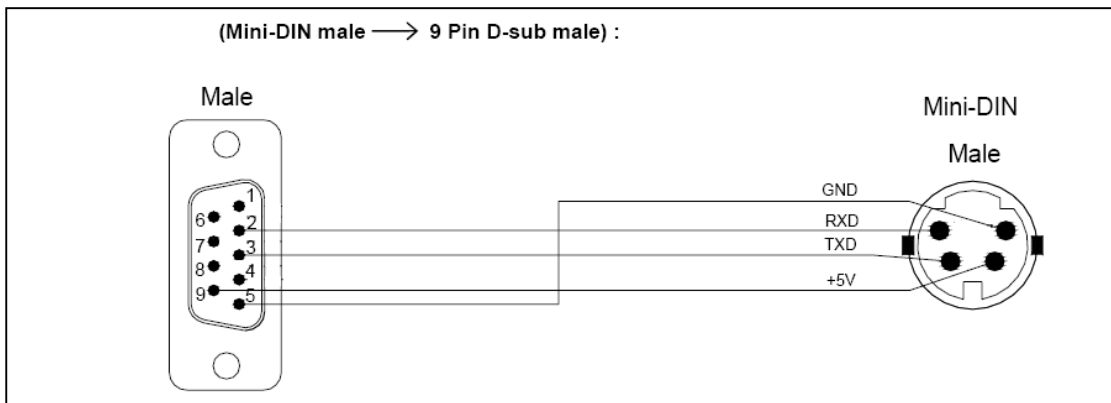 (Mini-DIN male → 9 Pin D-sub male) :
Male
Mini-DIN
Male
1
6
2
7
3
8
4
9
5
GND
RXD
TXD
+5V